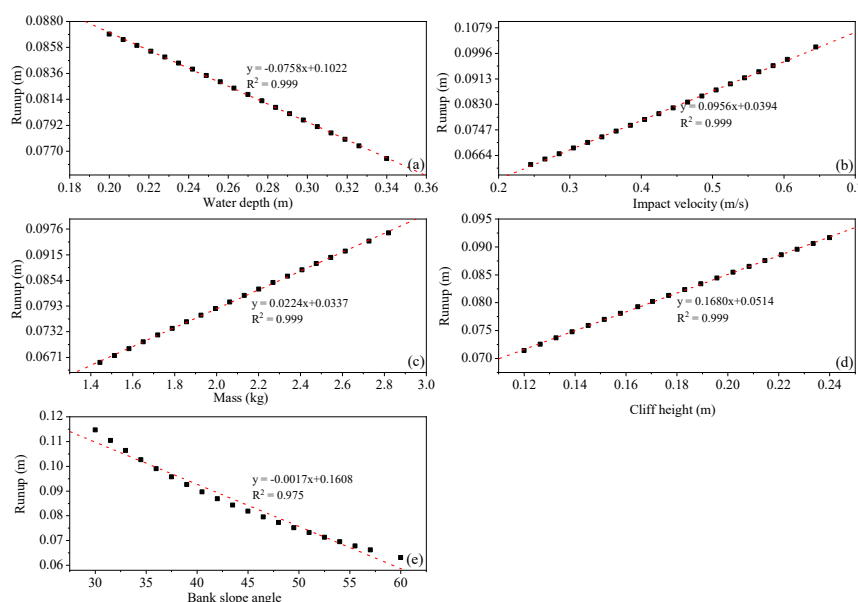 0.0880
0.0858
0.0836
0.0814
0.0792
0.0770
Runup (m)
y = -0.0758x+0.1022
R² = 0.999
(a)
0.18 0.20 0.22 0.24 0.26 0.28 0.30 0.32 0.34 0.36
Water depth (m)
0.1079
0.0996
0.0913
0.0830
0.0747
0.0664
Runup (m)
y = 0.0956x+0.0394
R² = 0.999
(b)
0.2 0.3 0.4 0.5 0.6
Impact velocity (m/s)
0.0976
0.0915
0.0854
0.0793
0.0732
0.0671
Runup (m)
y = 0.0224x+0.0337
R² = 0.999
(c)
1.4 1.6 1.8 2.0 2.2 2.4 2.6 2.8 3.0
Mass (kg)
0.095
0.090
0.085
0.080
0.075
0.070
Runup (m)
y = 0.1680x+0.0514
R² = 0.999
(d)
0.12 0.14 0.16 0.18 0.20 0.22 0.24
Cliff height (m)
0.12
0.11
0.10
0.09
0.08
0.07
0.06
Runup (m)
y = -0.0017x+0.1608
R² = 0.975
(e)
30 35 40 45 50 55 60
Bank slope angle